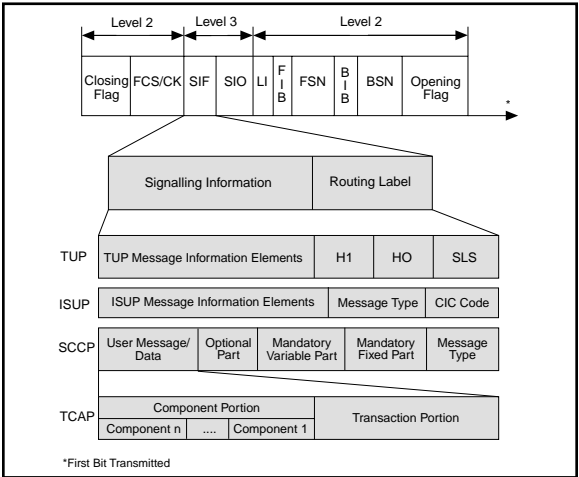 Level 2 Level 3 Level 2
Closing Flag FCS/CK SIF SIO LI FIB FSN BIB BSN Opening Flag
*
Signalling Information Routing Label
TUP TUP Message Information Elements H1 HO SLS
ISUP ISUP Message Information Elements Message Type CIC Code
SCCP User Message/ Data Optional Part Mandatory Variable Part Mandatory Fixed Part Message Type
TCAP Component Portion Transaction Portion
Component n .... Component 1
*First Bit Transmitted